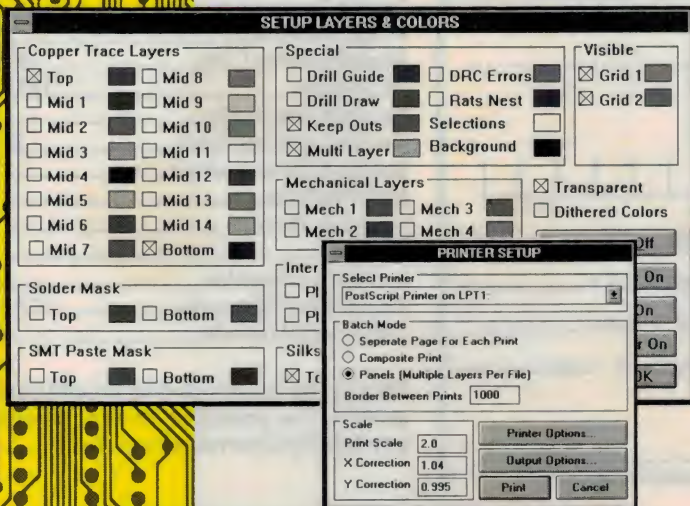 SETUP LAYERS & COLORS
Copper Trace Layers
Top
Mid 8
Mid 1
Mid 9
Mid 2
Mid 10
Mid 3
Mid 11
Mid 4
Mid 12
Mid 5
Mid 13
Mid 6
Mid 14
Mid 7
Bottom
Solder Mask
Top
Bottom
SMT Paste Mask
Top
Bottom
Special
Drill Guide
DRC Errors
Drill Draw
Rats Nest
Keep Outs
Selections
Multi Layer
Background
Visible
Grid 1
Grid 2
Mechanical Layers
Mech 1
Mech 3
Mech 2
Mech 4
Transparent
Dithered Colors
Inter
Pl
Pl
Silks
To
Off
On
On
r On
OK
PRINTER SETUP
Select Printer
PostScript Printer on LPT1:
Batch Mode
Seperate Page For Each Print
Composite Print
Panels (Multiple Layers Per File)
Border Between Prints 1000
Scale
Print Scale 2.0
X Correction 1.04
Y Correction 0.995
Printer Options...
Output Options...
Print
Cancel